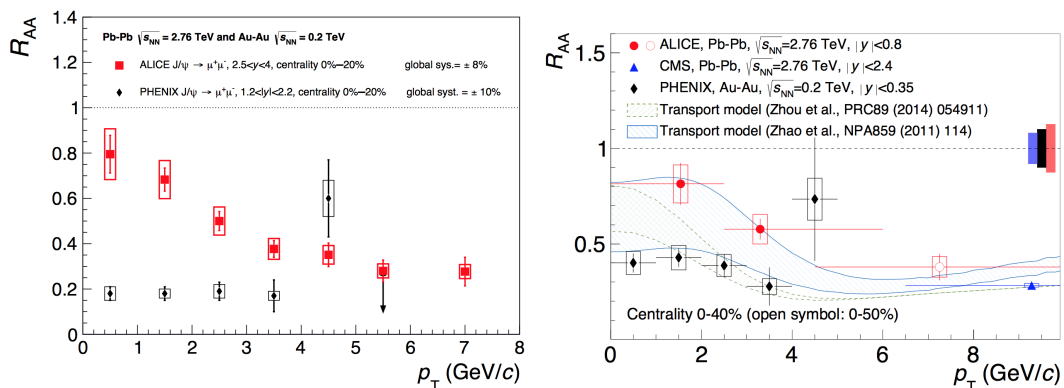 R_AA
1.4
1.2
1
0.8
0.6
0.4
0.2
0
0 1 2 3 4 5 6 7 8
p_T (GeV/c)
Pb-Pb √s_NN = 2.76 TeV and Au-Au √s_NN = 0.2 TeV
ALICE J/ψ → μ⁺μ⁻, 2.5<y<4, centrality 0%−20% global sys.= ± 8%
PHENIX J/ψ → μ⁺μ⁻, 1.2<|y|<2.2, centrality 0%−20% global syst. = ± 10%
R_AA
1.5
1
0.5
0 2 4 6 8
p_T (GeV/c)
ALICE, Pb-Pb, √s_NN=2.76 TeV, |y|<0.8
CMS, Pb-Pb, √s_NN=2.76 TeV, |y|<2.4
PHENIX, Au-Au, √s_NN=0.2 TeV, |y|<0.35
Transport model (Zhou et al., PRC89 (2014) 054911)
Transport model (Zhao et al., NPA859 (2011) 114)
Centrality 0-40% (open symbol: 0-50%)